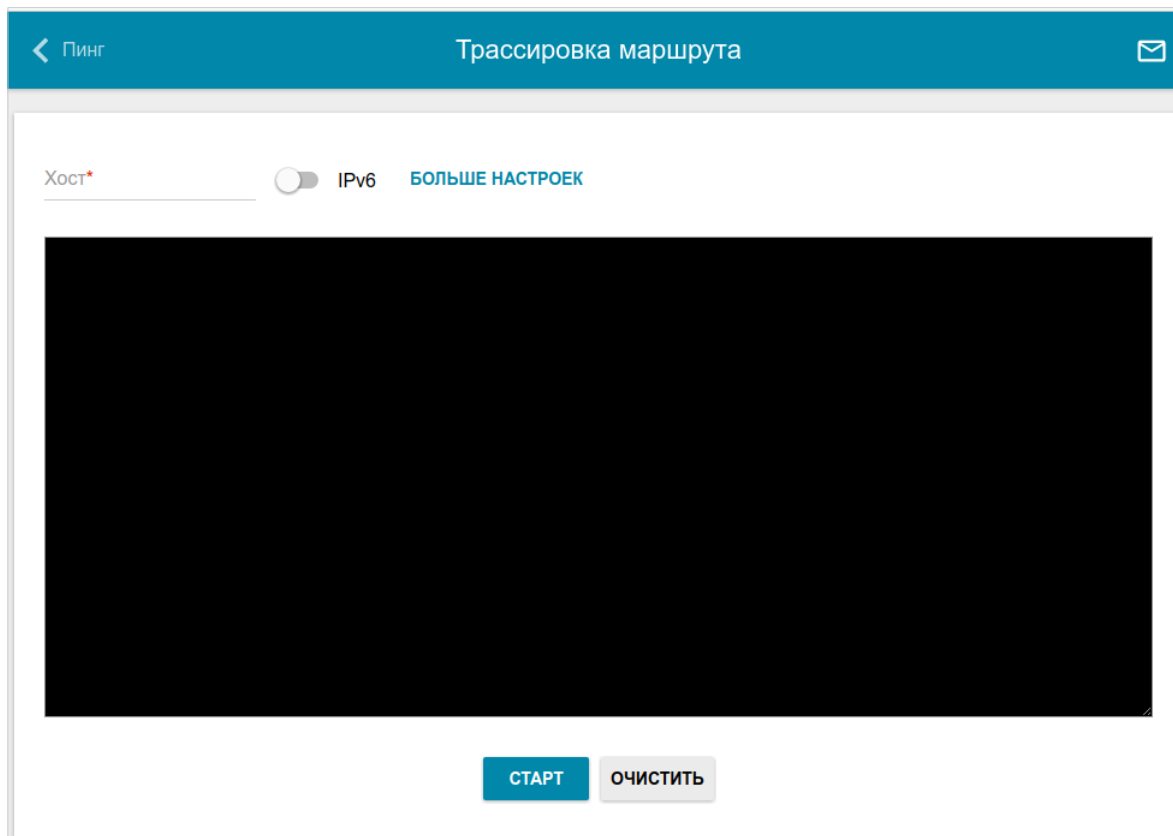 Пинг
Трассировка маршрута
Хост*
IPv6
БОЛЬШЕ НАСТРОЕК
СТАРТ
ОЧИСТИТЬ